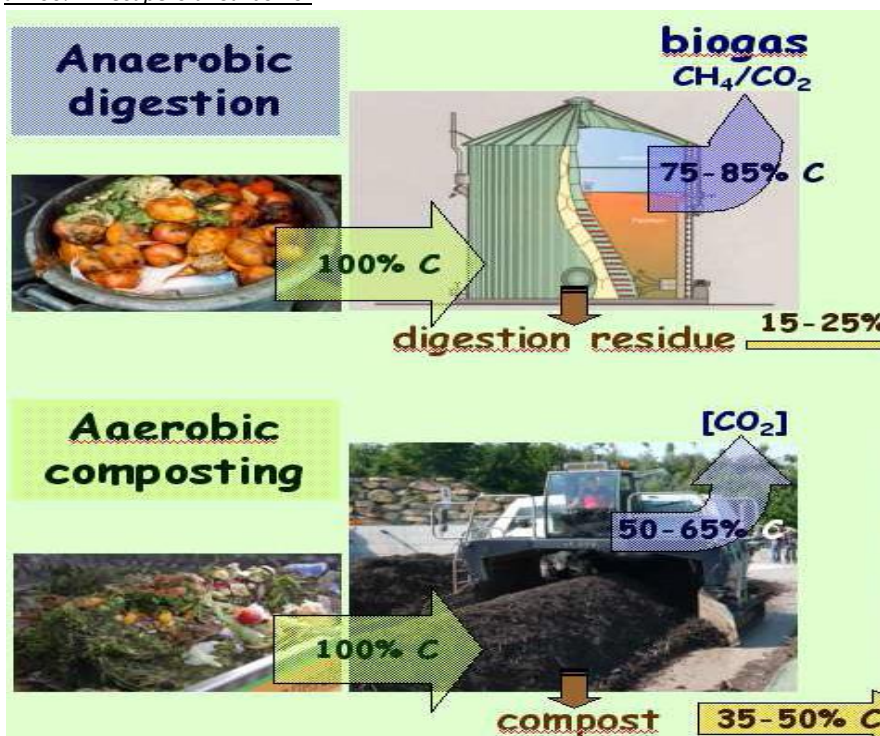 Anaerobic
digestion
biogas
CH₄/CO₂
75-85% C
100% C
digestion residue
15-25%
Aaerobic
composting
[CO₂]
50-65% C
100% C
compost
35-50% C